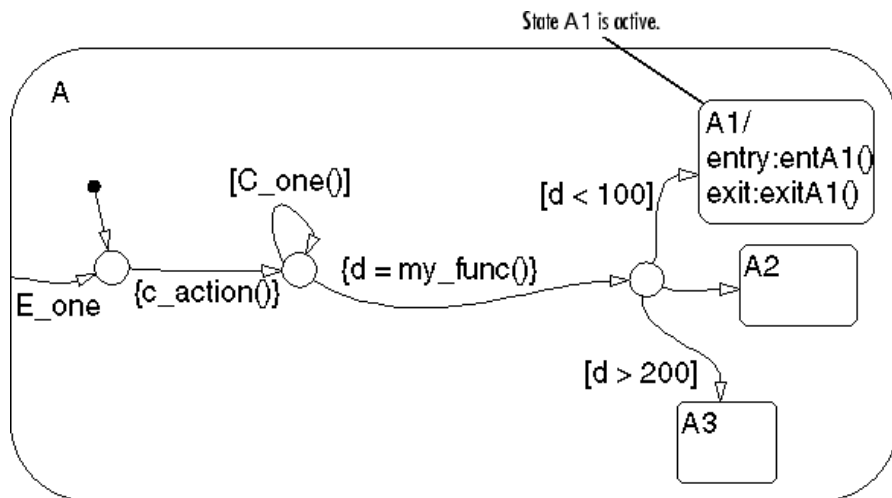 State A1 is active.
A
A1/
entry:entA1()
exit:exitA1()
[C_one()]
[d < 100]
{d = my_func()}
A2
E_one
{c_action()}
[d > 200]
A3